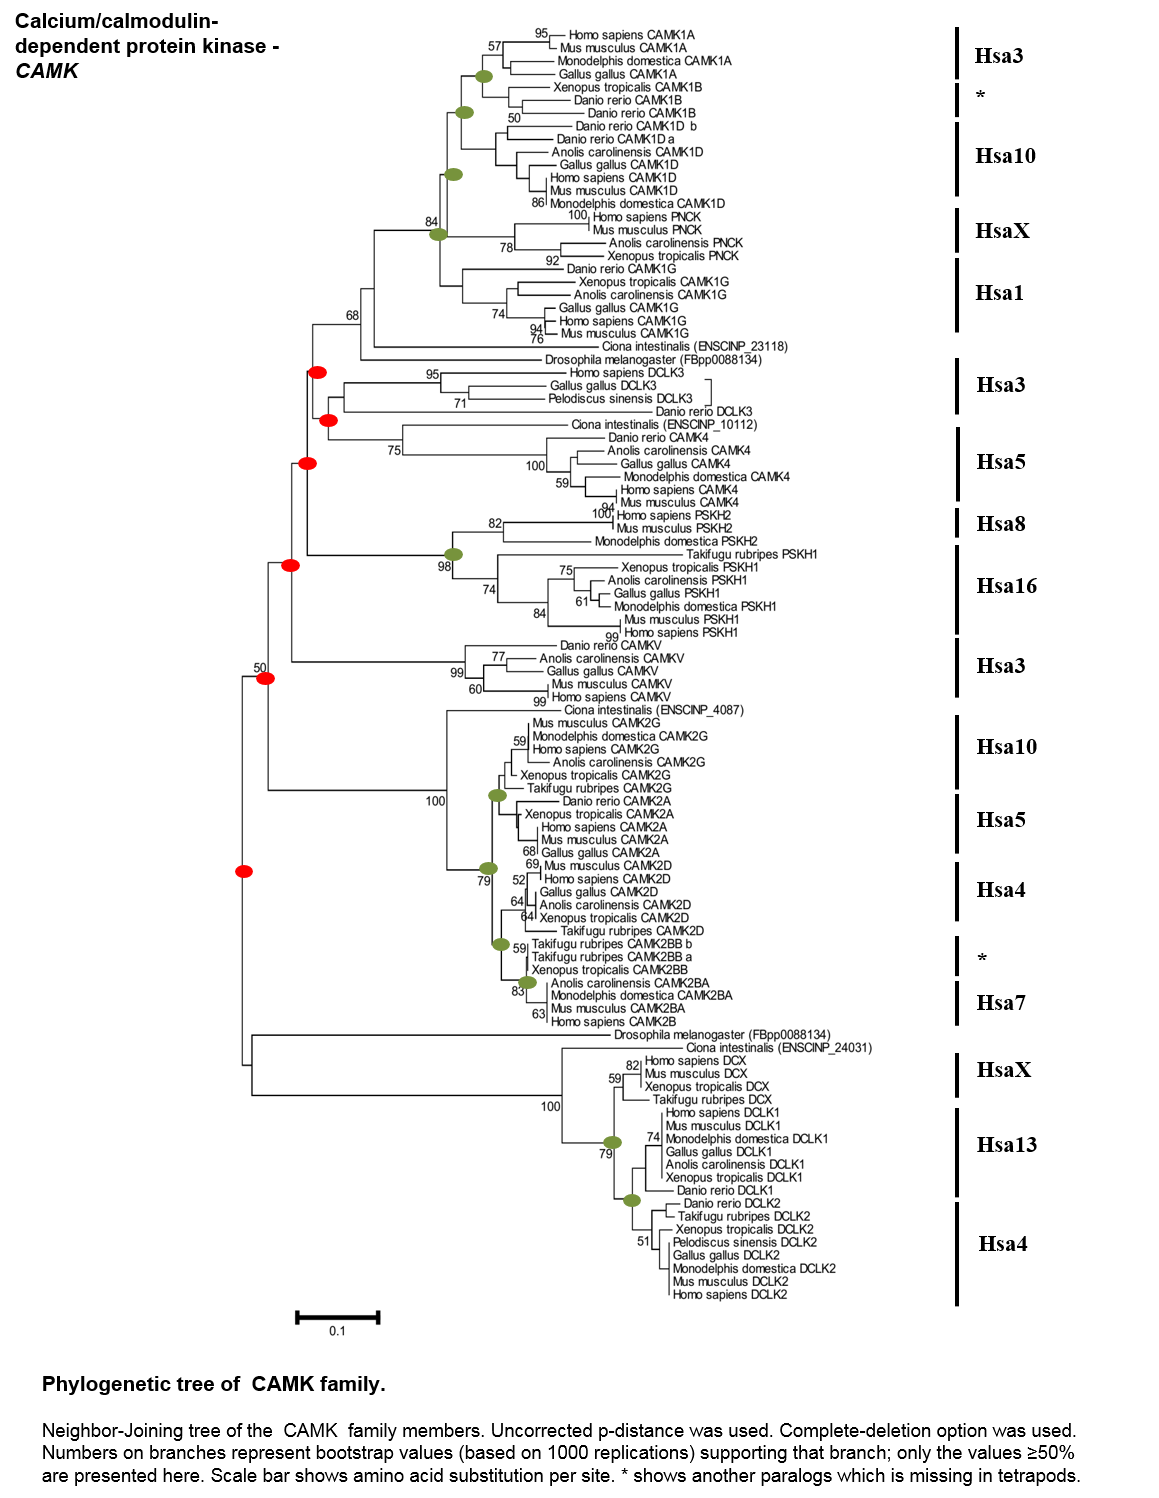 Calcium/calmodulin-
dependent protein kinase -
CAMK
95
Homo sapiens CAMK1A
57
Mus musculus CAMK1A
Monodelphis domestica CAMK1A
Hsa3
Gallus gallus CAMK1A
Xenopus tropicalis CAMK1B
Danio rerio CAMK1B
*
Danio rerio CAMK1B
50
Danio rerio CAMK1D b
Danio rerio CAMK1D a
Anolis carolinensis CAMK1D
Hsa10
Gallus gallus CAMK1D
Homo sapiens CAMK1D
Mus musculus CAMK1D
86
Monodelphis domestica CAMK1D
100
Homo sapiens PNCK
84
Mus musculus PNCK
HsaX
78
Anolis carolinensis PNCK
92
Xenopus tropicalis PNCK
Danio rerio CAMK1G
Xenopus tropicalis CAMK1G
Anolis carolinensis CAMK1G
Hsa1
74
Gallus gallus CAMK1G
68
94
Homo sapiens CAMK1G
76
Mus musculus CAMK1G
Ciona intestinalis (ENSCINP_23118)
Drosophila melanogaster (FBpp0088134)
95
Homo sapiens DCLK3
Gallus gallus DCLK3
Hsa3
71
Pelodiscus sinensis DCLK3
Danio rerio DCLK3
Ciona intestinalis (ENSCINP_10112)
Danio rerio CAMK4
75
Anolis carolinensis CAMK4
100
Gallus gallus CAMK4
Hsa5
59
Monodelphis domestica CAMK4
Homo sapiens CAMK4
94
Mus musculus CAMK4
100
Homo sapiens PSKH2
82
Mus musculus PSKH2
Hsa8
Monodelphis domestica PSKH2
98
Takifugu rubripes PSKH1
75
Xenopus tropicalis PSKH1
Anolis carolinensis PSKH1
Hsa16
74
Gallus gallus PSKH1
61
Monodelphis domestica PSKH1
84
Mus musculus PSKH1
99
Homo sapiens PSKH1
Danio rerio CAMKV
77
Anolis carolinensis CAMKV
Hsa3
50
99
Gallus gallus CAMKV
60
Mus musculus CAMKV
99
Homo sapiens CAMKV
Ciona intestinalis (ENSCINP_4087)
Mus musculus CAMK2G
Monodelphis domestica CAMK2G
59
Homo sapiens CAMK2G
Hsa10
Anolis carolinensis CAMK2G
Xenopus tropicalis CAMK2G
Takifugu rubripes CAMK2G
100
Danio rerio CAMK2A
Xenopus tropicalis CAMK2A
Hsa5
Homo sapiens CAMK2A
Mus musculus CAMK2A
68
Gallus gallus CAMK2A
69
Mus musculus CAMK2D
79
52
Homo sapiens CAMK2D
Gallus gallus CAMK2D
Hsa4
64
Anolis carolinensis CAMK2D
64
Xenopus tropicalis CAMK2D
Takifugu rubripes CAMK2D
59
Takifugu rubripes CAMK2BB b
Takifugu rubripes CAMK2BB a
*
Xenopus tropicalis CAMK2BB
83
Anolis carolinensis CAMK2BA
Monodelphis domestica CAMK2BA
Hsa7
63
Mus musculus CAMK2BA
Homo sapiens CAMK2B
Drosophila melanogaster (FBpp0088134)
Ciona intestinalis (ENSCINP_24031)
82
Homo sapiens DCX
59
Mus musculus DCX
HsaX
Xenopus tropicalis DCX
Takifugu rubripes DCX
100
Homo sapiens DCLK1
Mus musculus DCLK1
74
Monodelphis domestica DCLK1
Hsa13
79
Gallus gallus DCLK1
Anolis carolinensis DCLK1
Xenopus tropicalis DCLK1
Danio rerio DCLK1
Danio rerio DCLK2
Takifugu rubripes DCLK2
Xenopus tropicalis DCLK2
51
Pelodiscus sinensis DCLK2
Hsa4
Gallus gallus DCLK2
Monodelphis domestica DCLK2
Mus musculus DCLK2
Homo sapiens DCLK2
0.1
Phylogenetic tree of CAMK family.
Neighbor-Joining tree of the CAMK family members. Uncorrected p-distance was used. Complete-deletion option was used.
Numbers on branches represent bootstrap values (based on 1000 replications) supporting that branch; only the values ≥50%
are presented here. Scale bar shows amino acid substitution per site. * shows another paralogs which is missing in tetrapods.